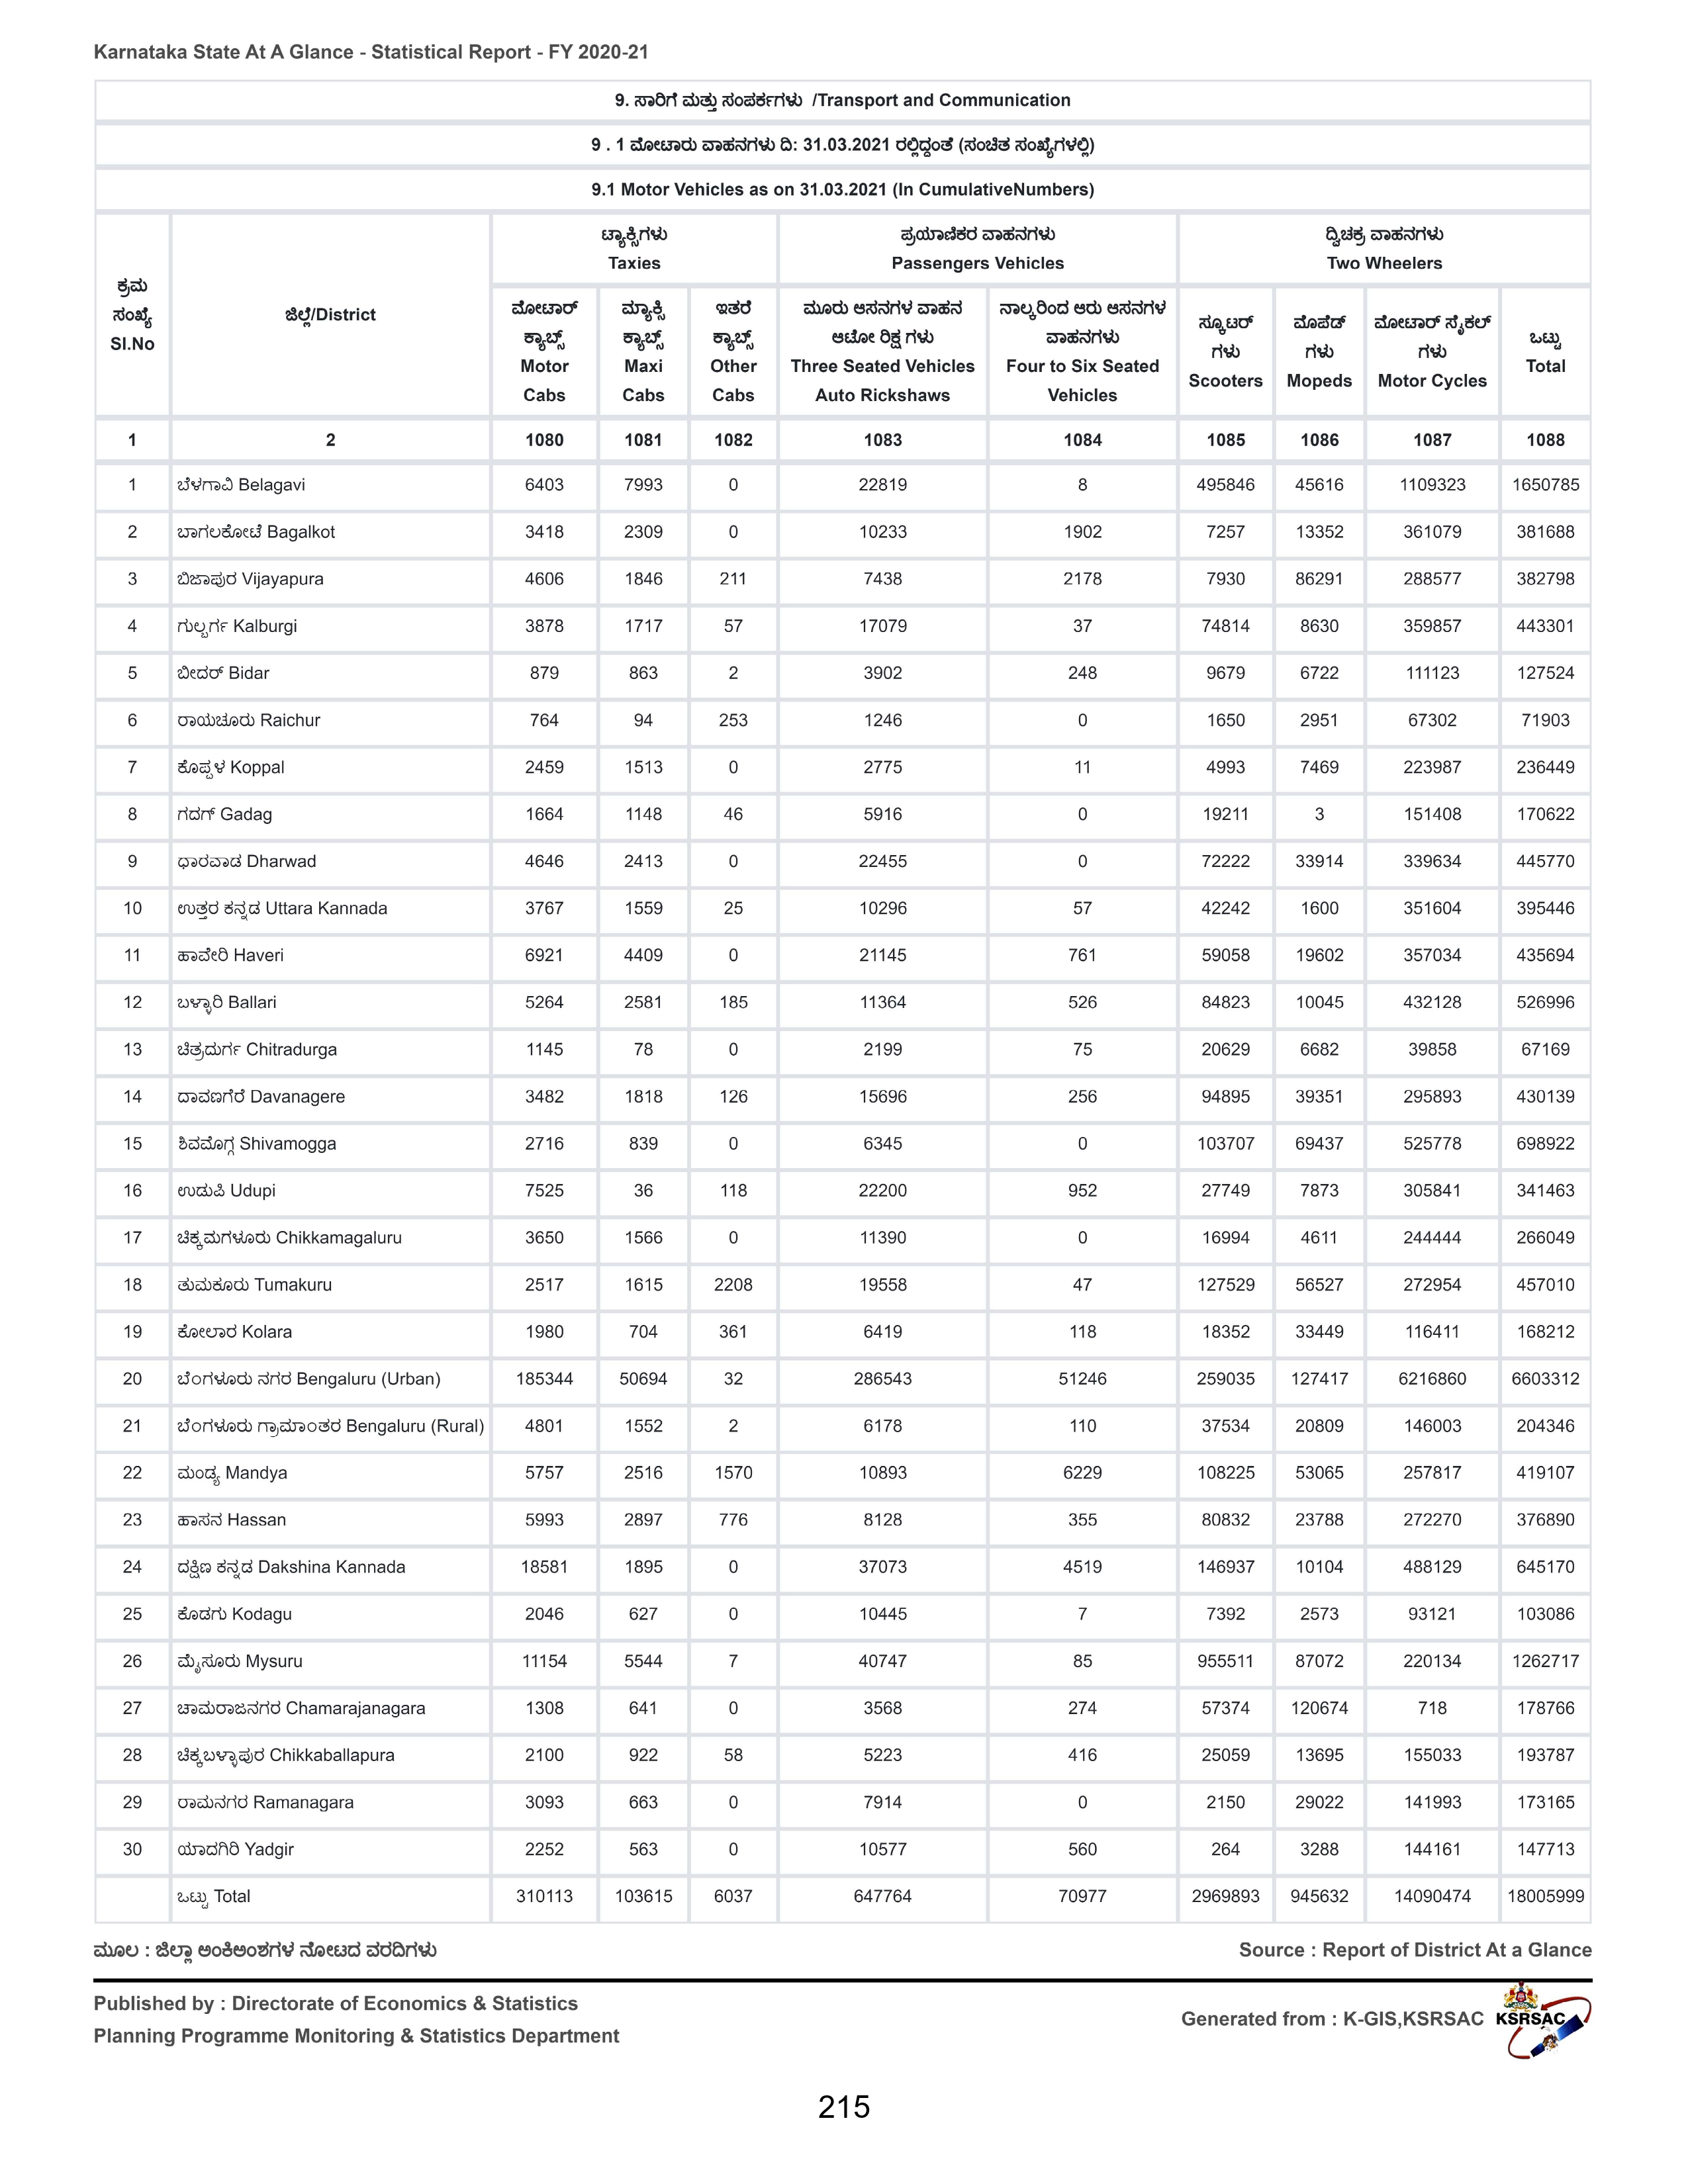 Karnataka State At A Glance - Statistical Report - FY 2020-21
9. ಸಾರಿಗೆ ಮತ್ತು ಸಂಪರ್ಕಗಳು /Transport and Communication
9 . 1 ಮೋಟಾರು ವಾಹನಗಳು ದಿ: 31.03.2021 ರಲ್ಲಿದ್ದಂತೆ (ಸಂಚಿತ ಸಂಖ್ಯೆಗಳಲ್ಲಿ)
9.1 Motor Vehicles as on 31.03.2021 (In CumulativeNumbers)
ಕ್ರಮ ಸಂಖ್ಯೆ Sl.No
ಜಿಲ್ಲೆ/District
ಟ್ಯಾಕ್ಸಿಗಳು Taxies
ಪ್ರಯಾಣಿಕರ ವಾಹನಗಳು Passengers Vehicles
ದ್ವಿಚಕ್ರ ವಾಹನಗಳು Two Wheelers
ಮೋಟಾರ್ ಕ್ಯಾಬ್ಸ್ Motor Cabs
ಮ್ಯಾಕ್ಸಿ ಕ್ಯಾಬ್ಸ್ Maxi Cabs
ಇತರೆ ಕ್ಯಾಬ್ಸ್ Other Cabs
ಮೂರು ಆಸನಗಳ ವಾಹನ ಆಟೋ ರಿಕ್ಷ ಗಳು Three Seated Vehicles Auto Rickshaws
ನಾಲ್ಕರಿಂದ ಆರು ಆಸನಗಳ ವಾಹನಗಳು Four to Six Seated Vehicles
ಸ್ಕೂಟರ್ ಗಳು Scooters
ಮೊಪೆಡ್ ಗಳು Mopeds
ಮೋಟಾರ್ ಸೈಕಲ್ ಗಳು Motor Cycles
ಒಟ್ಟು Total
1 2 1080 1081 1082 1083 1084 1085 1086 1087 1088
1 ಬೆಳಗಾವಿ Belagavi 6403 7993 0 22819 8 495846 45616 1109323 1650785
2 ಬಾಗಲಕೋಟೆ Bagalkot 3418 2309 0 10233 1902 7257 13352 361079 381688
3 ಬಿಜಾಪುರ Vijayapura 4606 1846 211 7438 2178 7930 86291 288577 382798
4 ಗುಲ್ಬರ್ಗ Kalburgi 3878 1717 57 17079 37 74814 8630 359857 443301
5 ಬೀದರ್ Bidar 879 863 2 3902 248 9679 6722 111123 127524
6 ರಾಯಚೂರು Raichur 764 94 253 1246 0 1650 2951 67302 71903
7 ಕೊಪ್ಪಳ Koppal 2459 1513 0 2775 11 4993 7469 223987 236449
8 ಗದಗ್ Gadag 1664 1148 46 5916 0 19211 3 151408 170622
9 ಧಾರವಾಡ Dharwad 4646 2413 0 22455 0 72222 33914 339634 445770
10 ಉತ್ತರ ಕನ್ನಡ Uttara Kannada 3767 1559 25 10296 57 42242 1600 351604 395446
11 ಹಾವೇರಿ Haveri 6921 4409 0 21145 761 59058 19602 357034 435694
12 ಬಳ್ಳಾರಿ Ballari 5264 2581 185 11364 526 84823 10045 432128 526996
13 ಚಿತ್ರದುರ್ಗ Chitradurga 1145 78 0 2199 75 20629 6682 39858 67169
14 ದಾವಣಗೆರೆ Davanagere 3482 1818 126 15696 256 94895 39351 295893 430139
15 ಶಿವಮೊಗ್ಗ Shivamogga 2716 839 0 6345 0 103707 69437 525778 698922
16 ಉಡುಪಿ Udupi 7525 36 118 22200 952 27749 7873 305841 341463
17 ಚಿಕ್ಕಮಗಳೂರು Chikkamagaluru 3650 1566 0 11390 0 16994 4611 244444 266049
18 ತುಮಕೂರು Tumakuru 2517 1615 2208 19558 47 127529 56527 272954 457010
19 ಕೋಲಾರ Kolara 1980 704 361 6419 118 18352 33449 116411 168212
20 ಬೆಂಗಳೂರು ನಗರ Bengaluru (Urban) 185344 50694 32 286543 51246 259035 127417 6216860 6603312
21 ಬೆಂಗಳೂರು ಗ್ರಾಮಾಂತರ Bengaluru (Rural) 4801 1552 2 6178 110 37534 20809 146003 204346
22 ಮಂಡ್ಯ Mandya 5757 2516 1570 10893 6229 108225 53065 257817 419107
23 ಹಾಸನ Hassan 5993 2897 776 8128 355 80832 23788 272270 376890
24 ದಕ್ಷಿಣ ಕನ್ನಡ Dakshina Kannada 18581 1895 0 37073 4519 146937 10104 488129 645170
25 ಕೊಡಗು Kodagu 2046 627 0 10445 7 7392 2573 93121 103086
26 ಮೈಸೂರು Mysuru 11154 5544 7 40747 85 955511 87072 220134 1262717
27 ಚಾಮರಾಜನಗರ Chamarajanagara 1308 641 0 3568 274 57374 120674 718 178766
28 ಚಿಕ್ಕಬಳ್ಳಾಪುರ Chikkaballapura 2100 922 58 5223 416 25059 13695 155033 193787
29 ರಾಮನಗರ Ramanagara 3093 663 0 7914 0 2150 29022 141993 173165
30 ಯಾದಗಿರಿ Yadgir 2252 563 0 10577 560 264 3288 144161 147713
ಒಟ್ಟು Total 310113 103615 6037 647764 70977 2969893 945632 14090474 18005999
ಮೂಲ : ಜಿಲ್ಲಾ ಅಂಕಿಅಂಶಗಳ ನೋಟದ ವರದಿಗಳು Source : Report of District At a Glance
Published by : Directorate of Economics & Statistics
Planning Programme Monitoring & Statistics Department
Generated from : K-GIS,KSRSAC KSRSAC
215